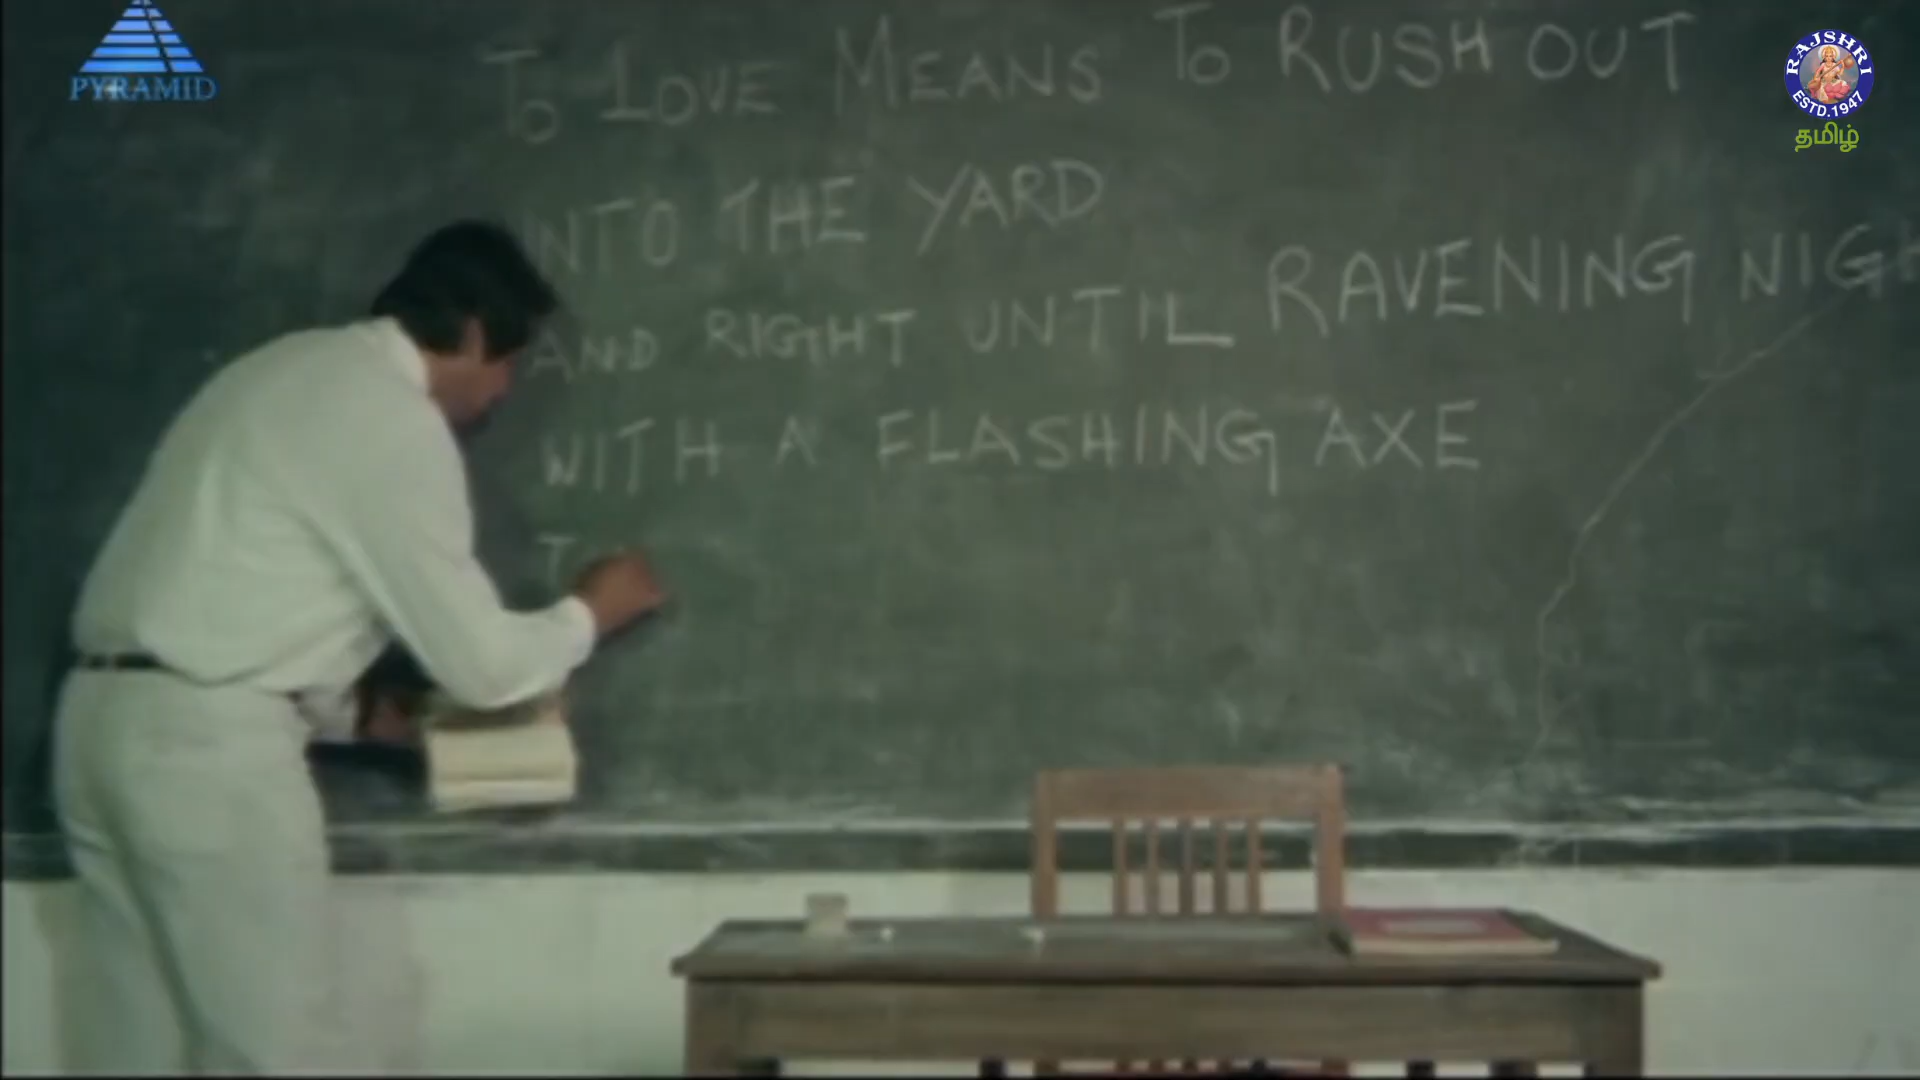 PYRAMID
RAJSHRI
ESTD.1947
தமிழ்
TO LOVE MEANS TO RUSH OUT
INTO THE YARD
AND RIGHT UNTIL RAVENING NIGH
WITH A FLASHING AXE
T